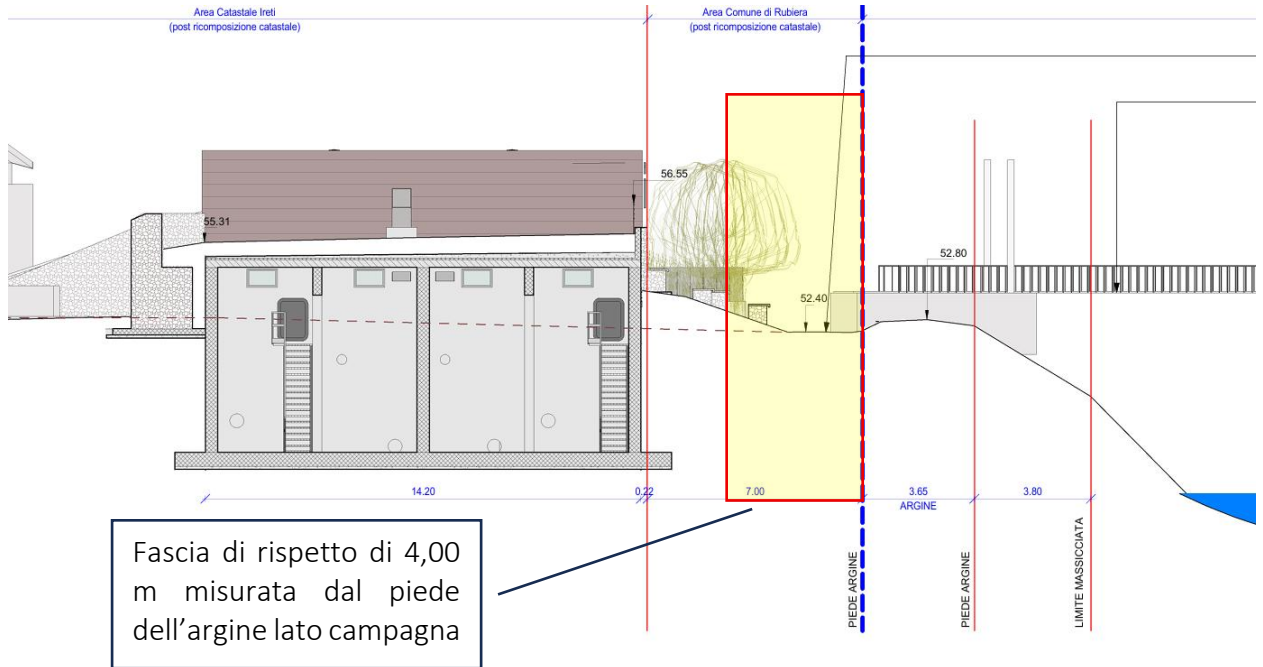 Area Catastale Ireti
(post ricomposizione catastale)
Area Comune di Rubiera
(post ricomposizione catastale)
56.55
55.31
52.80
52.40
14.20
0.22
7.00
3.65
3.80
ARGINE
PIEDE ARGINE
PIEDE ARGINE
LIMITE MASSICCIATA
Fascia di rispetto di 4,00
m misurata dal piede
dell'argine lato campagna